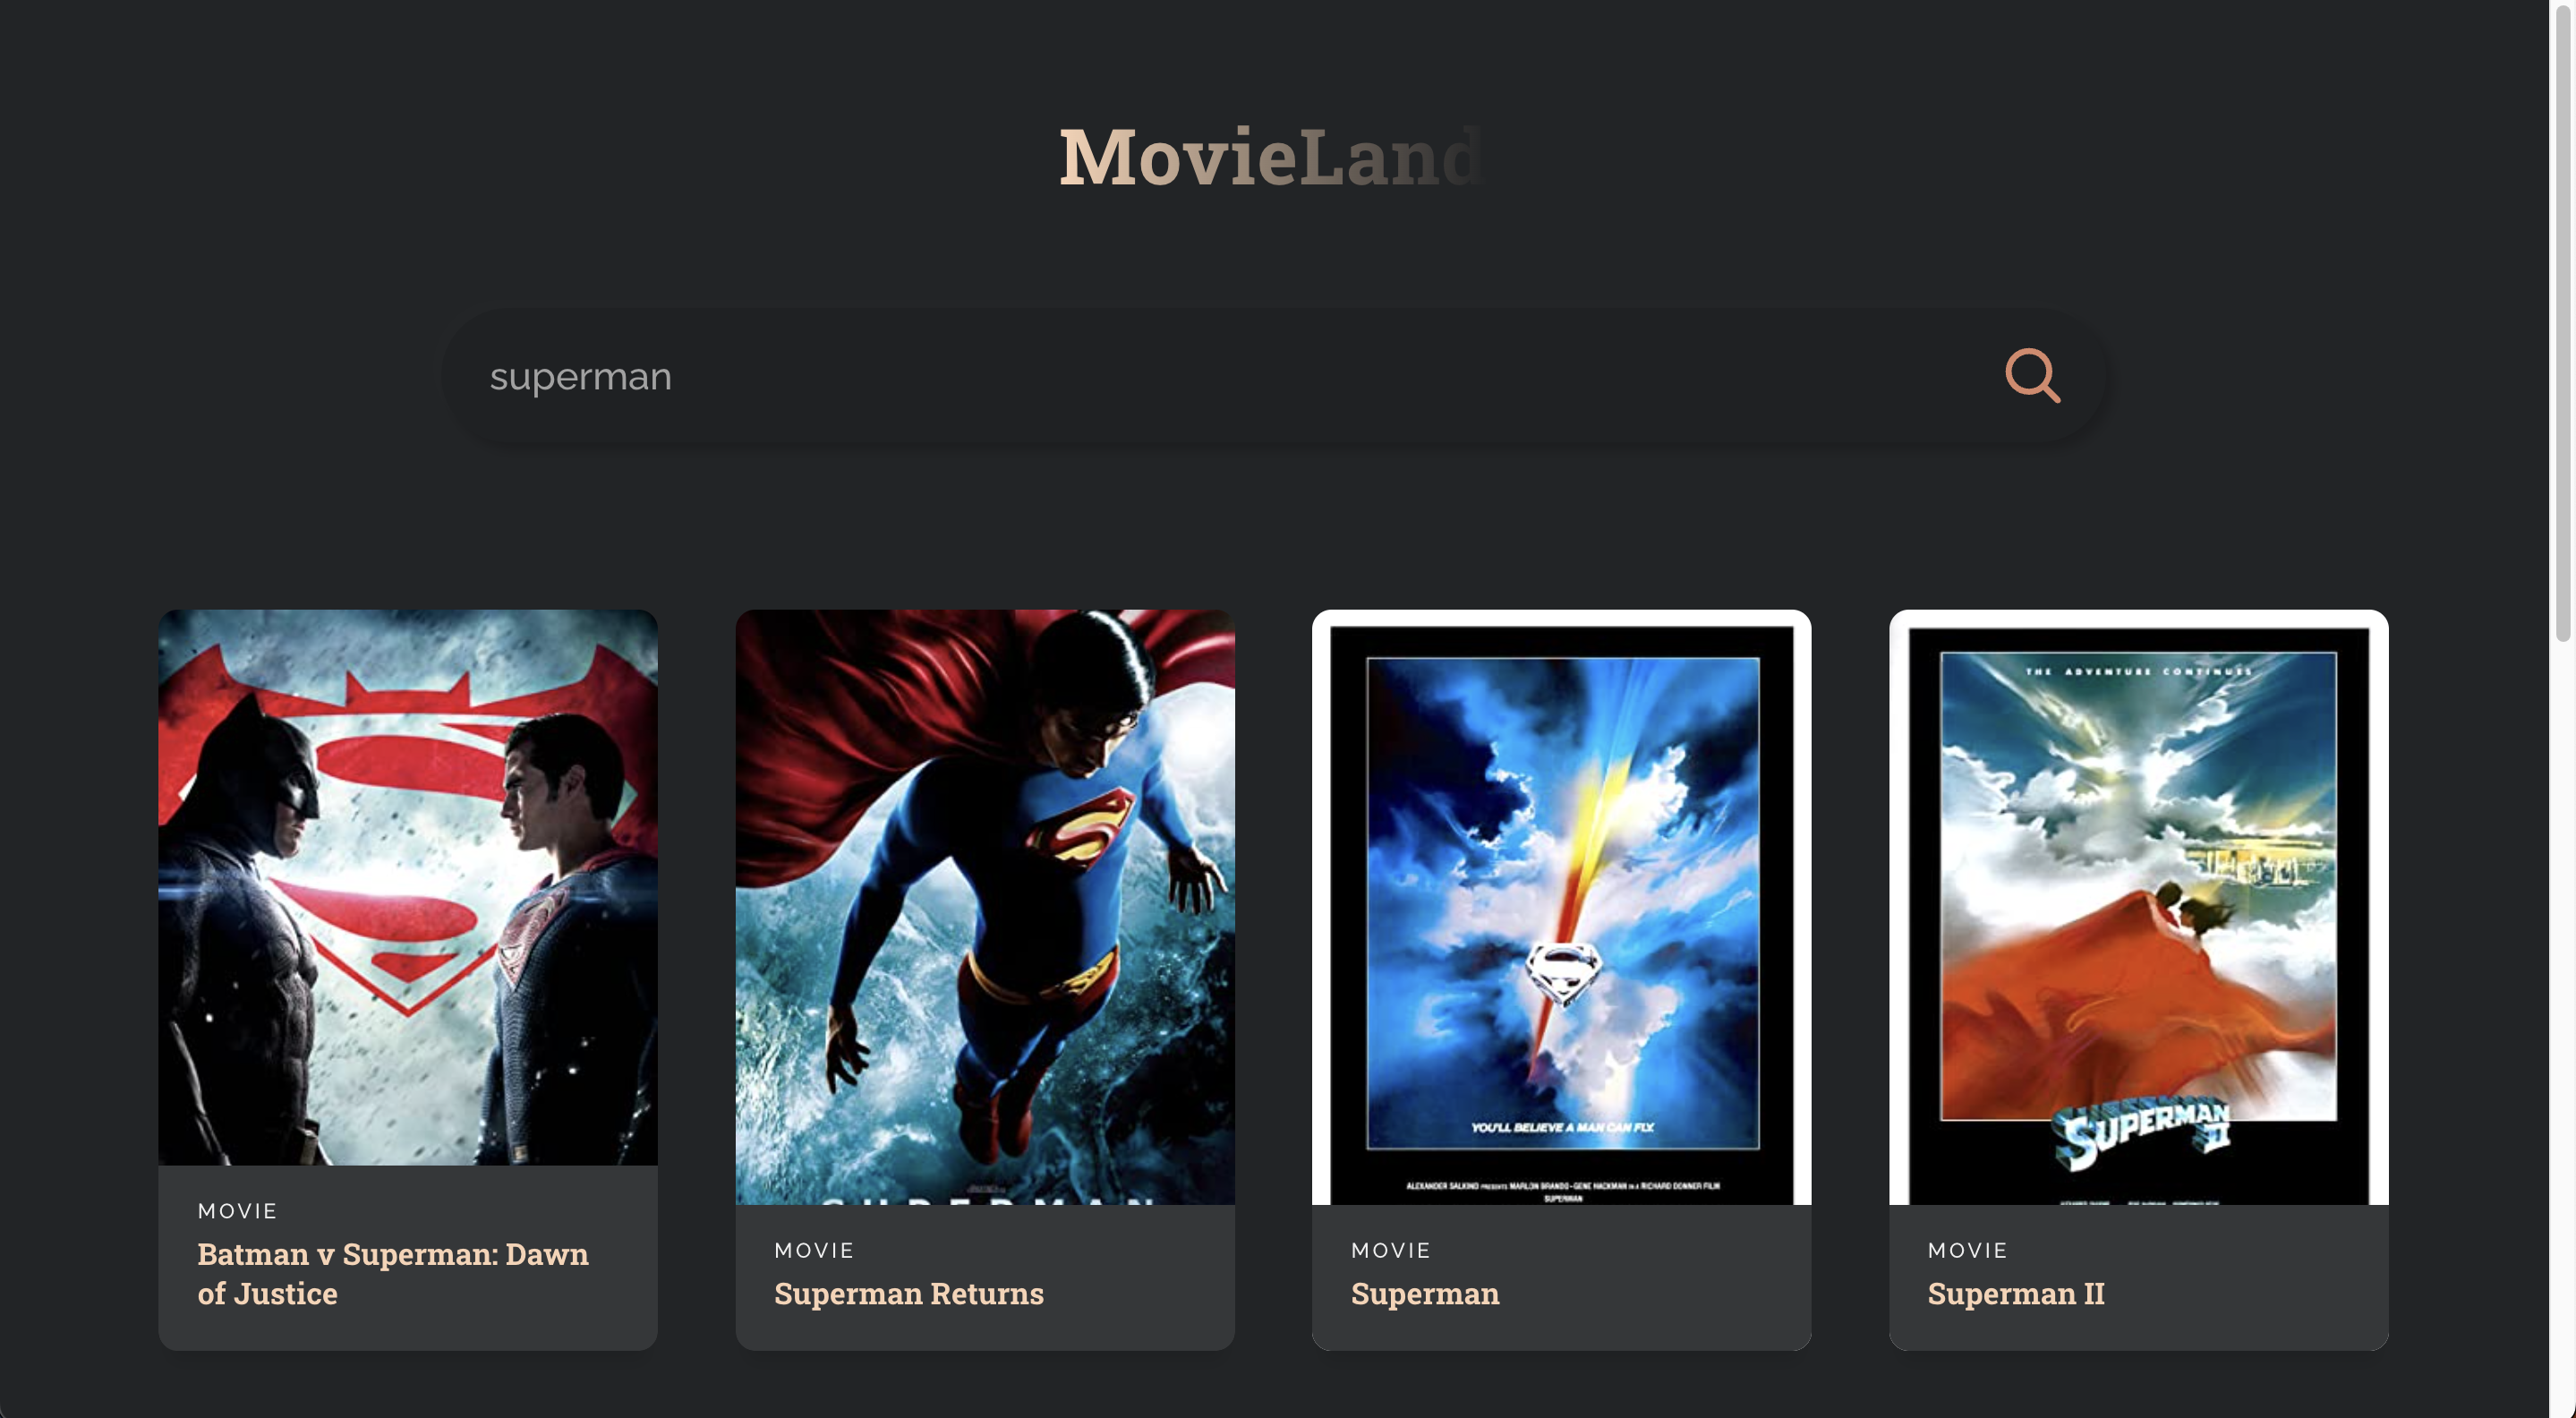 MovieLand
superman
THE ADVENTURE CONTINUES
YOU'LL BELIEVE A MAN CAN FLY.
SUPERMAN II
ALEXANDER SALKIND PRESENTS MARLON BRANDO • GENE HACKMAN IN A RICHARD DONNER FILM
SUPERMAN
SUPERMAN
MOVIE
Batman v Superman: Dawn
of Justice
MOVIE
Superman Returns
MOVIE
Superman
MOVIE
Superman II